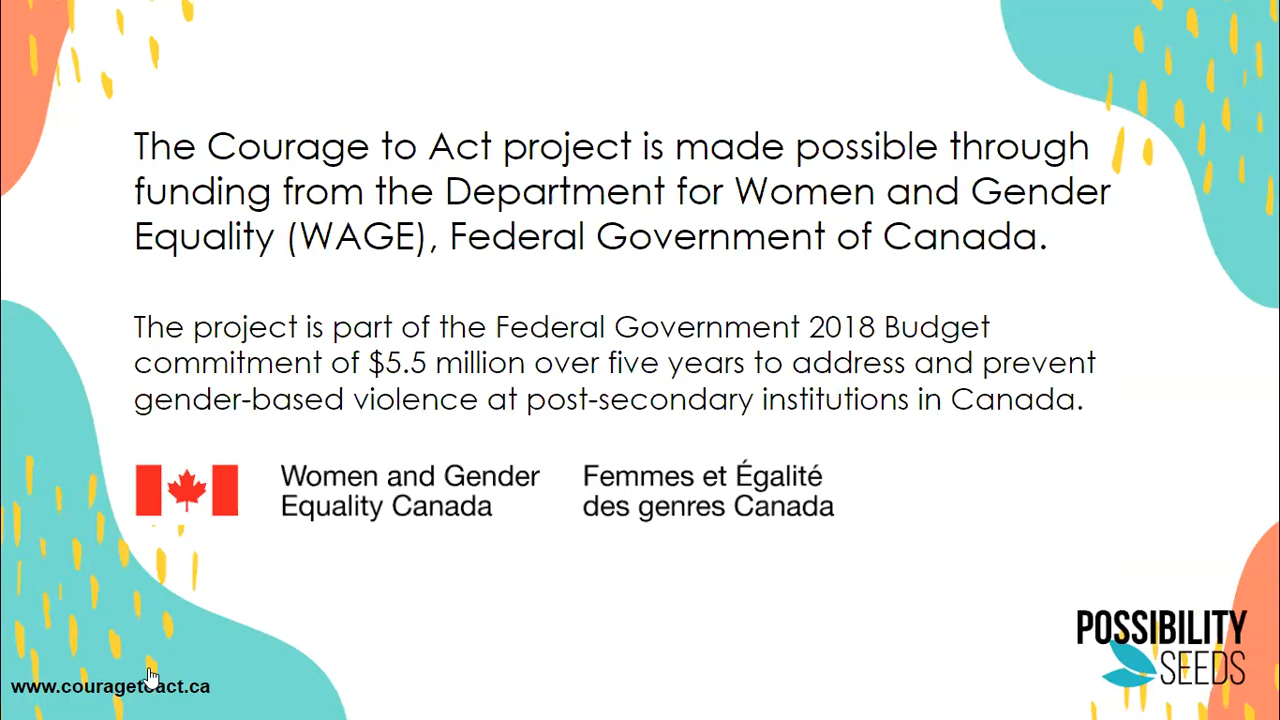 The Courage to Act project is made possible through
funding from the Department for Women and Gender
Equality (WAGE), Federal Government of Canada.
The project is part of the Federal Government 2018 Budget
commitment of $5.5 million over five years to address and prevent
gender-based violence at post-secondary institutions in Canada.
Women and Gender
Equality Canada
Femmes et Égalité
des genres Canada
POSSIBILITY
SEEDS
www.couragetoact.ca